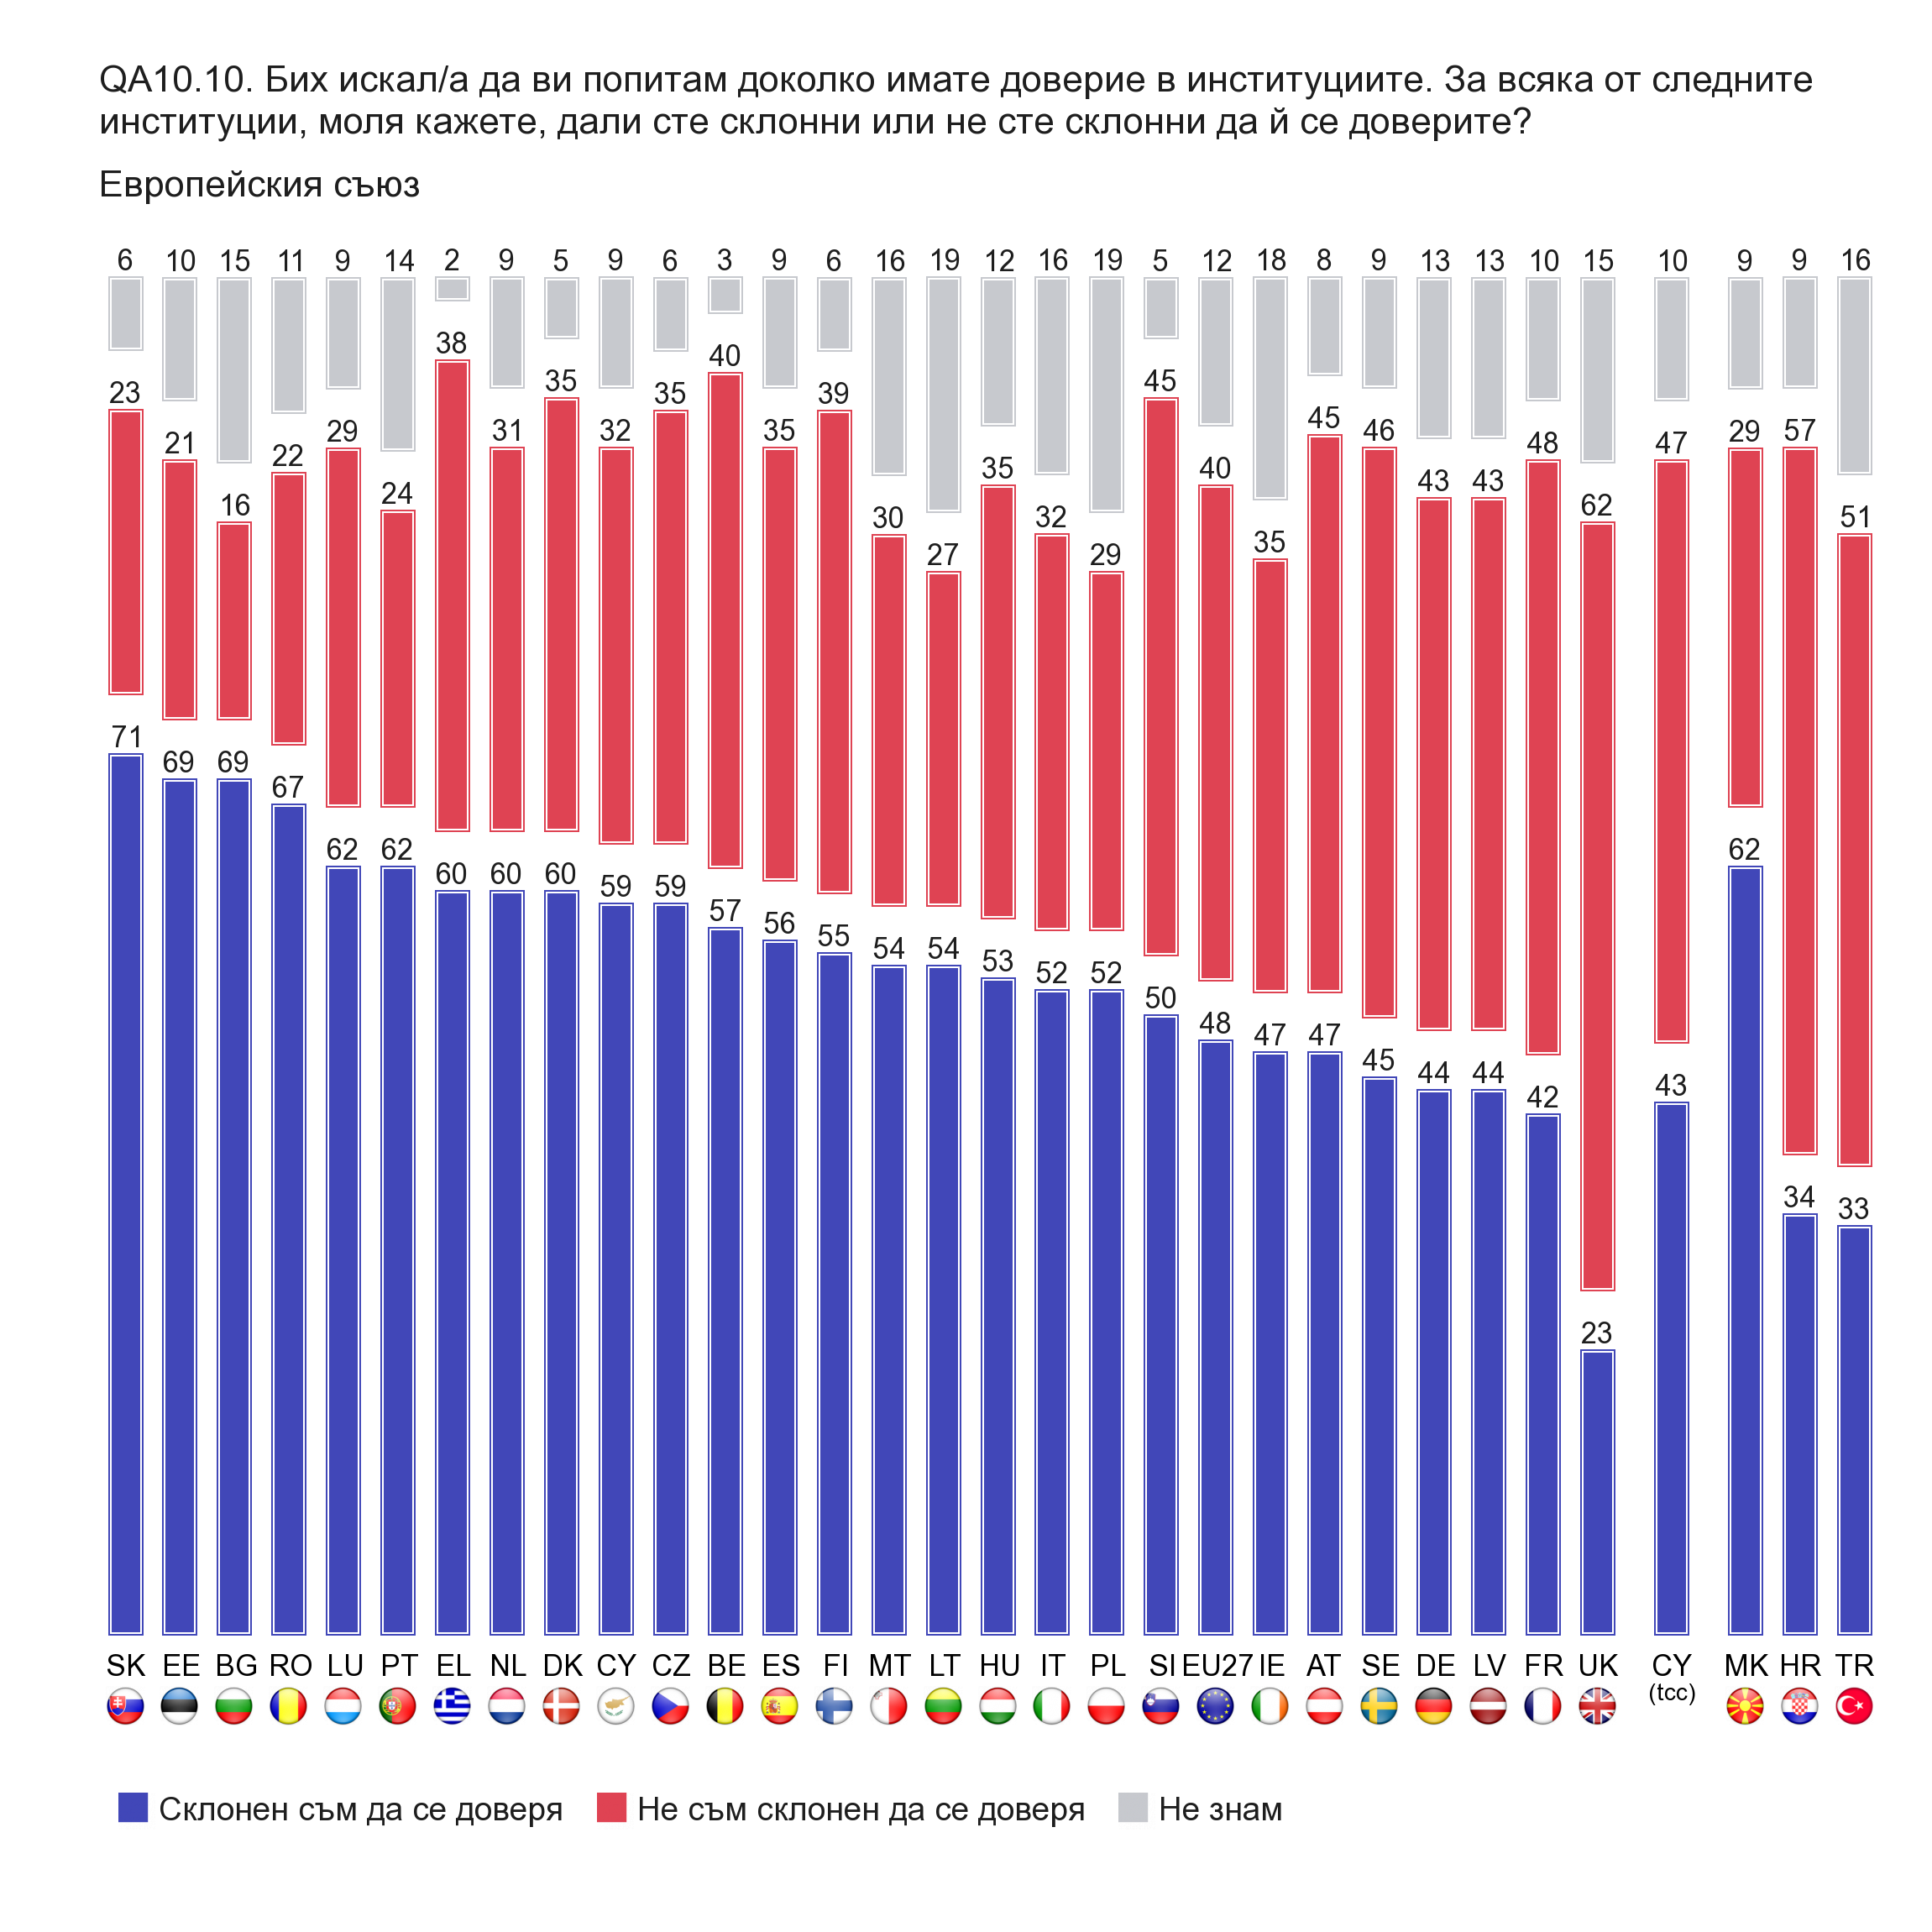 QA10.10. Бих искал/а да ви попитам доколко имате доверие в институциите. За всяка от следните
институции, моля кажете, дали сте склонни или не сте склонни да й се доверите?
Европейския съюз
6 10 15 11 9 14 2 9 5 9 6 3 9 6 16 19 12 16 19 5 12 18 8 9 13 13 10 15 10 9 9 16
23 21 16 22 29 24 38 31 35 32 35 40 35 39 30 27 35 32 29 45 40 35 45 46 43 43 48 62 47 29 57 51
71 69 69 67 62 62 60 60 60 59 59 57 56 55 54 54 53 52 52 50 48 47 47 45 44 44 42 23 43 62 34 33
SK EE BG RO LU PT EL NL DK CY CZ BE ES FI MT LT HU IT PL SI EU27 IE AT SE DE LV FR UK CY MK HR TR
(tcc)
Склонен съм да се доверя Не съм склонен да се доверя Не знам